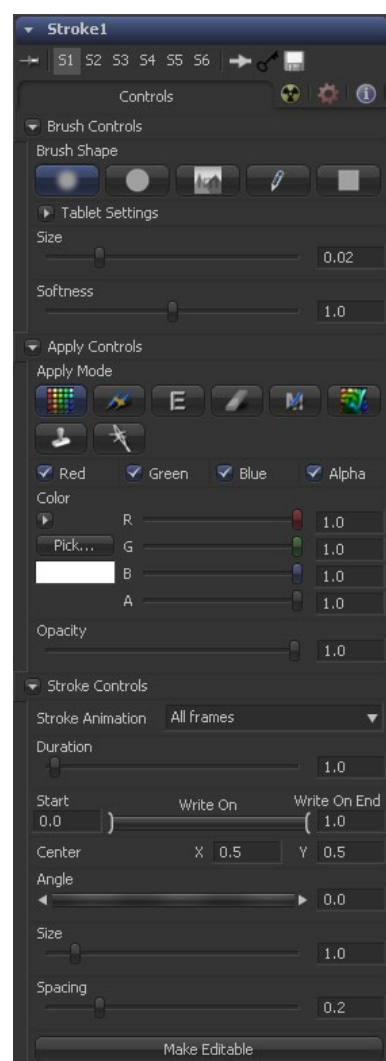 Stroke1
S1 S2 S3 S4 S5 S6
Controls
Brush Controls
Brush Shape
Tablet Settings
Size
0.02
Softness
1.0
Apply Controls
Apply Mode
E M
Red Green Blue Alpha
Color
R 1.0
Pick... G 1.0
B 1.0
A 1.0
Opacity
1.0
Stroke Controls
Stroke Animation All frames
Duration
1.0
Start Write On Write On End
0.0 1.0
Center X 0.5 Y 0.5
Angle
0.0
Size
1.0
Spacing
0.2
Make Editable